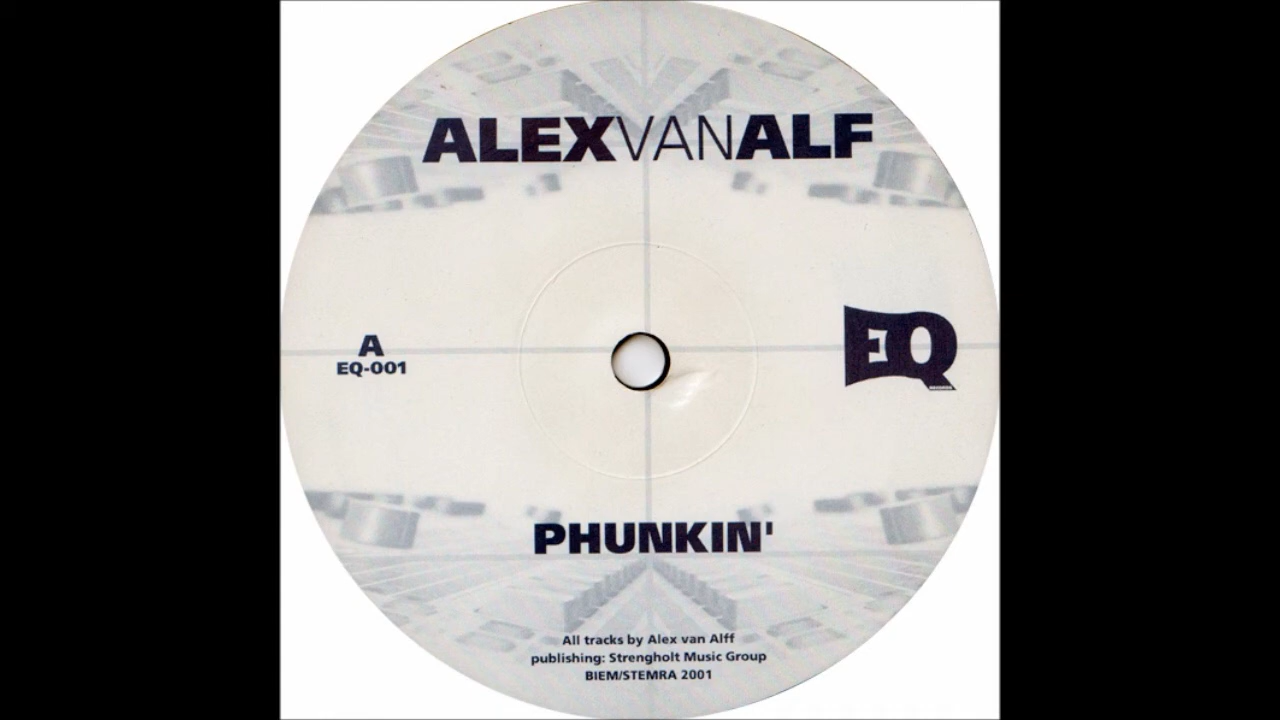 ALEXVANALF
A
EQ-001
EQ
PHUNKIN'
All tracks by Alex van Alff
publishing: Strengholt Music Group
BIEM/STEMRA 2001